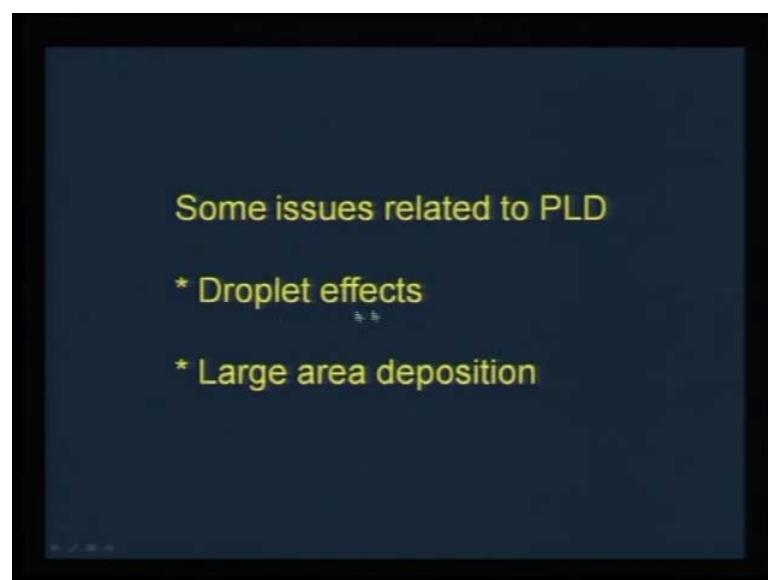 Some issues related to PLD
* Droplet effects
* Large area deposition